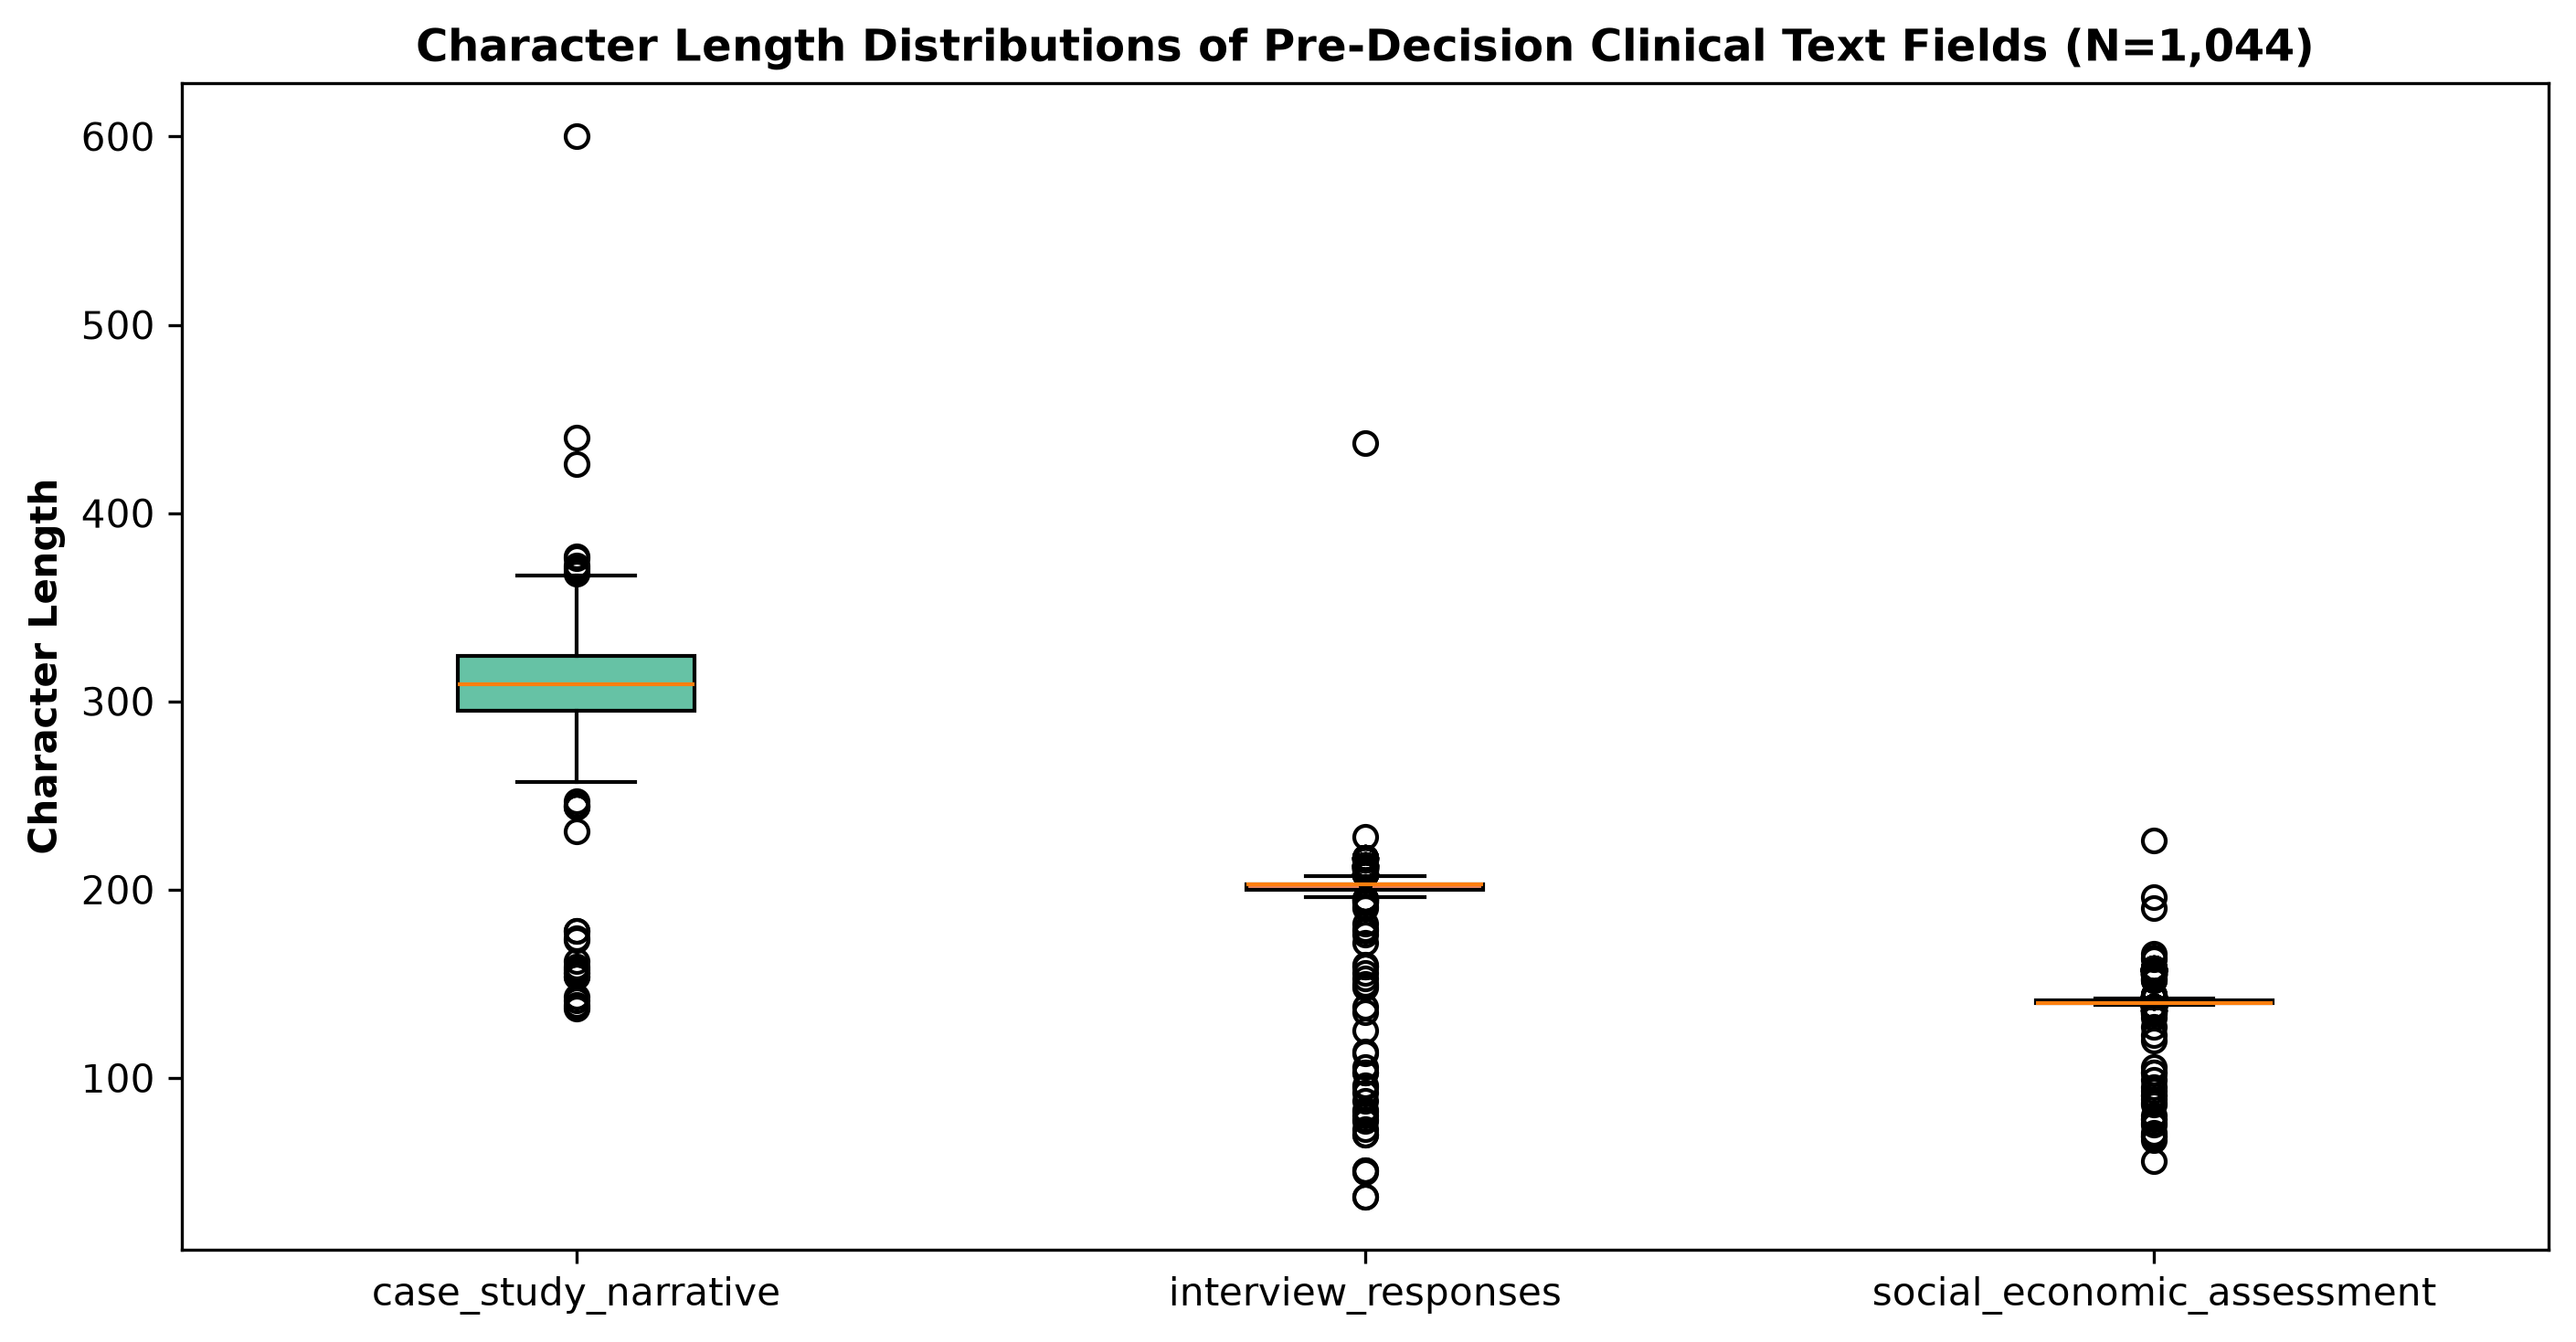 Character Length Distributions of Pre-Decision Clinical Text Fields (N=1,044)
Character Length
600
500
400
300
200
100
case_study_narrative
interview_responses
social_economic_assessment